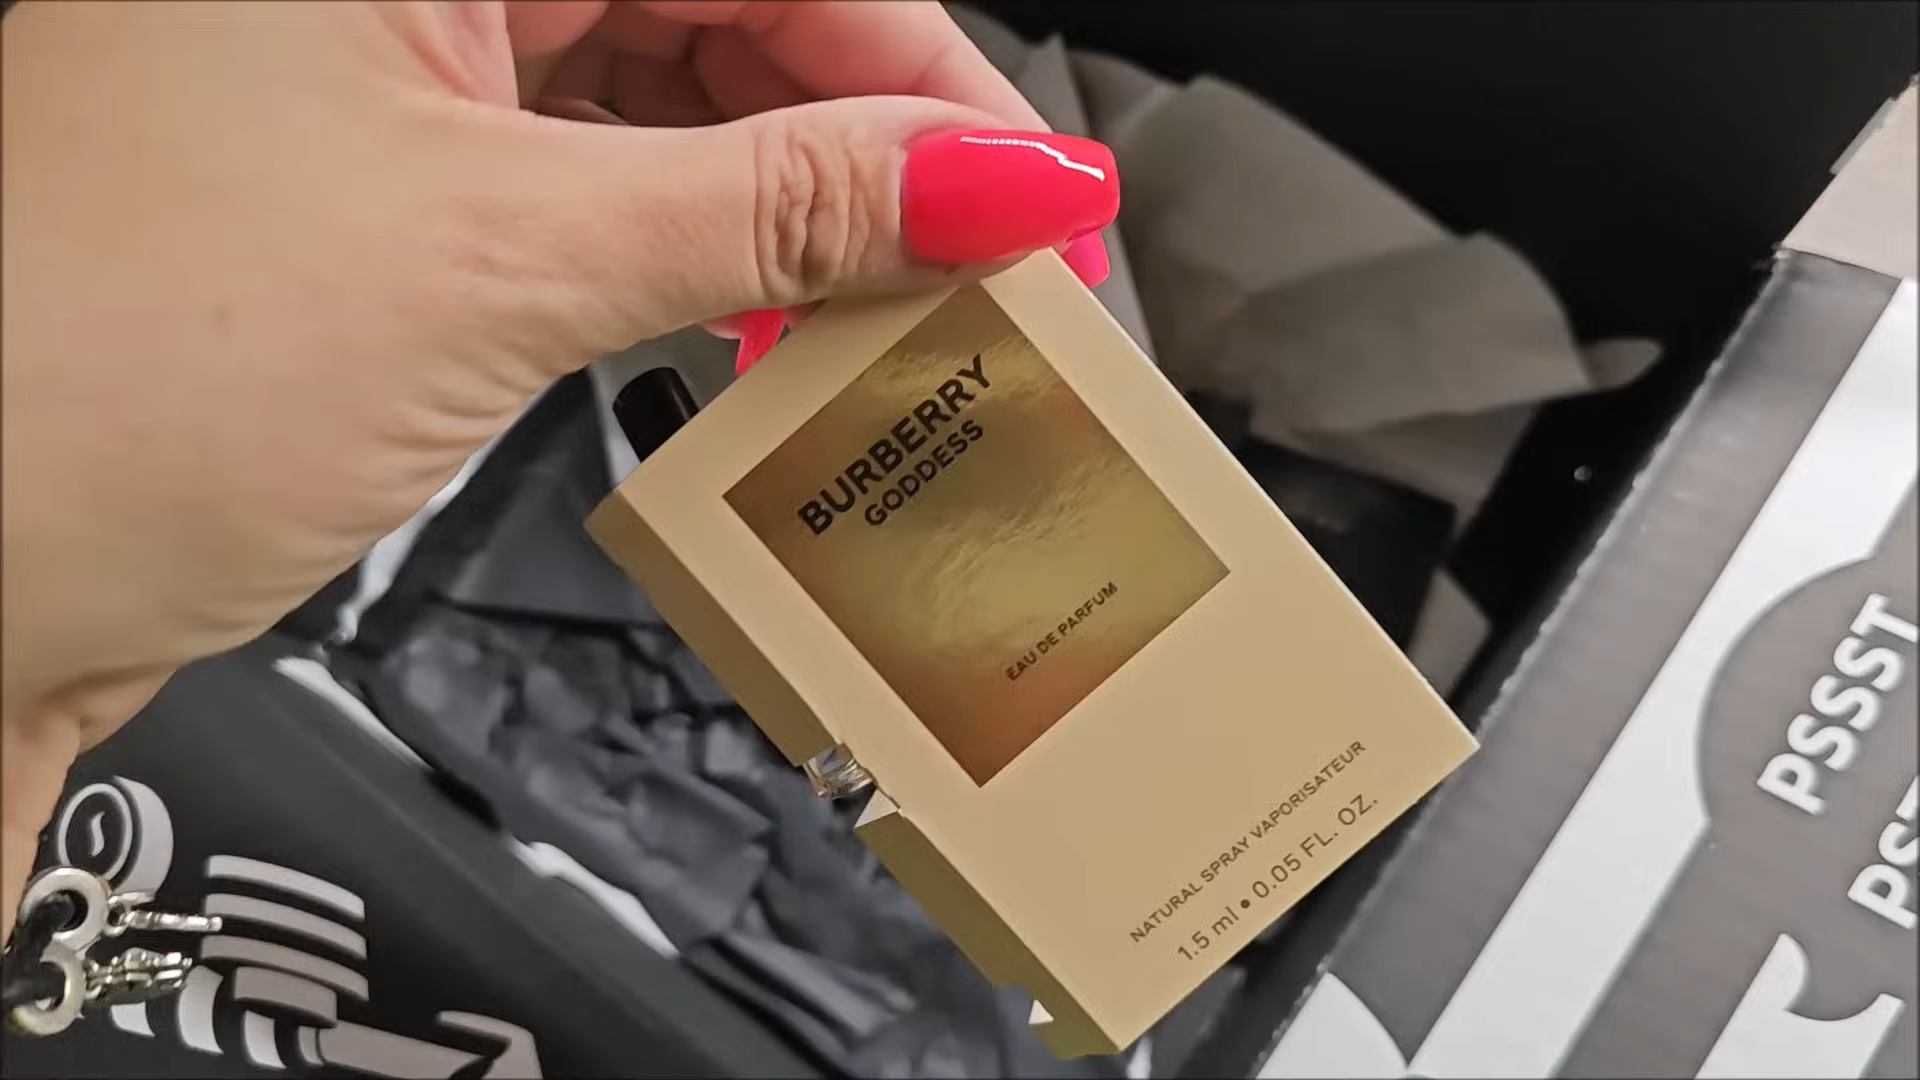 BURBERRY
GODDESS
EAU DE PARFUM
NATURAL SPRAY VAPORISATEUR
1.5 ml • 0.05 FL. OZ.
PSSST